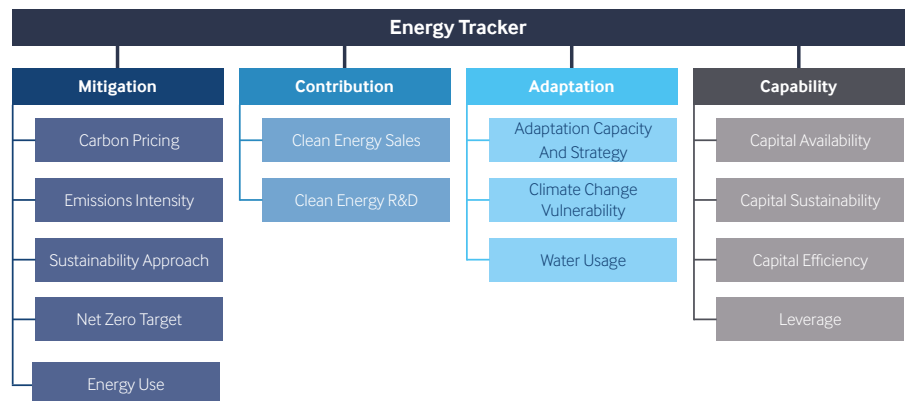 Energy Tracker
Mitigation
Carbon Pricing
Emissions Intensity
Sustainability Approach
Net Zero Target
Energy Use
Contribution
Clean Energy Sales
Clean Energy R&D
Adaptation
Adaptation Capacity
And Strategy
Climate Change
Vulnerability
Water Usage
Capability
Capital Availability
Capital Sustainability
Capital Efficiency
Leverage